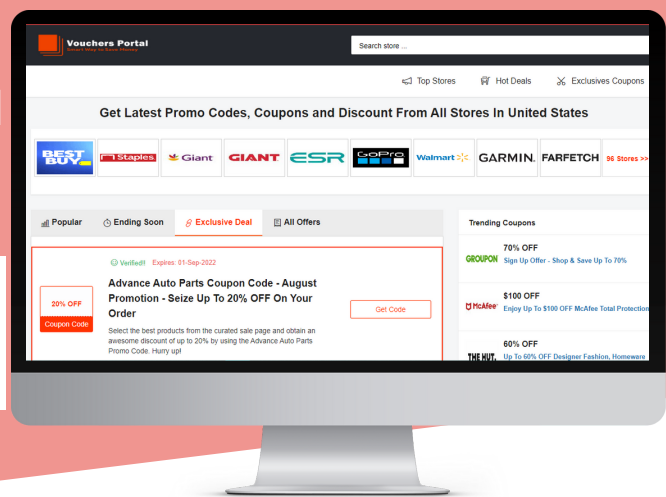 Vouchers Portal
Smart Way to Save Money
Search store ...
Top Stores
Hot Deals
Exclusives Coupons
Get Latest Promo Codes, Coupons and Discount From All Stores In United States
BEST BUY
Staples
Giant
GIANT
ESR
GoPro
Walmart
GARMIN.
FARFETCH
96 Stores >>
Popular
Ending Soon
Exclusive Deal
All Offers
Trending Coupons
Verified!! Expires: 01-Sep-2022
20% OFF
Coupon Code
Advance Auto Parts Coupon Code - August
Promotion - Seize Up To 20% OFF On Your
Order
Select the best products from the curated sale page and obtain an
awesome discount of up to 20% by using the Advance Auto Parts
Promo Code. Hurry up!
Get Code
GROUPON
70% OFF
Sign Up Offer - Shop & Save Up To 70%
McAfee
$100 OFF
Enjoy Up To $100 OFF McAfee Total Protection
THE HUT.
60% OFF
Up To 60% OFF Designer Fashion, Homeware